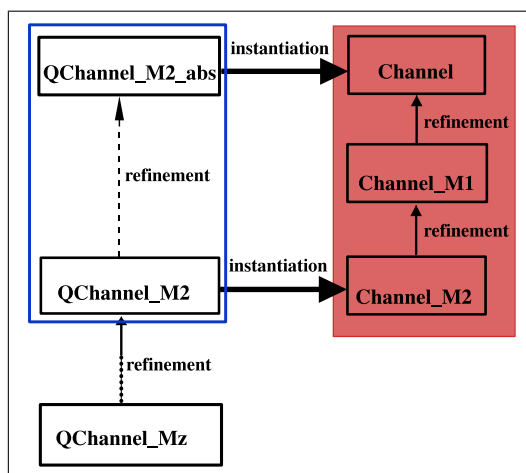 instantiation
QChannel_M2_abs
Channel
refinement
refinement
Channel_M1
refinement
instantiation
QChannel_M2
Channel_M2
refinement
QChannel_Mz